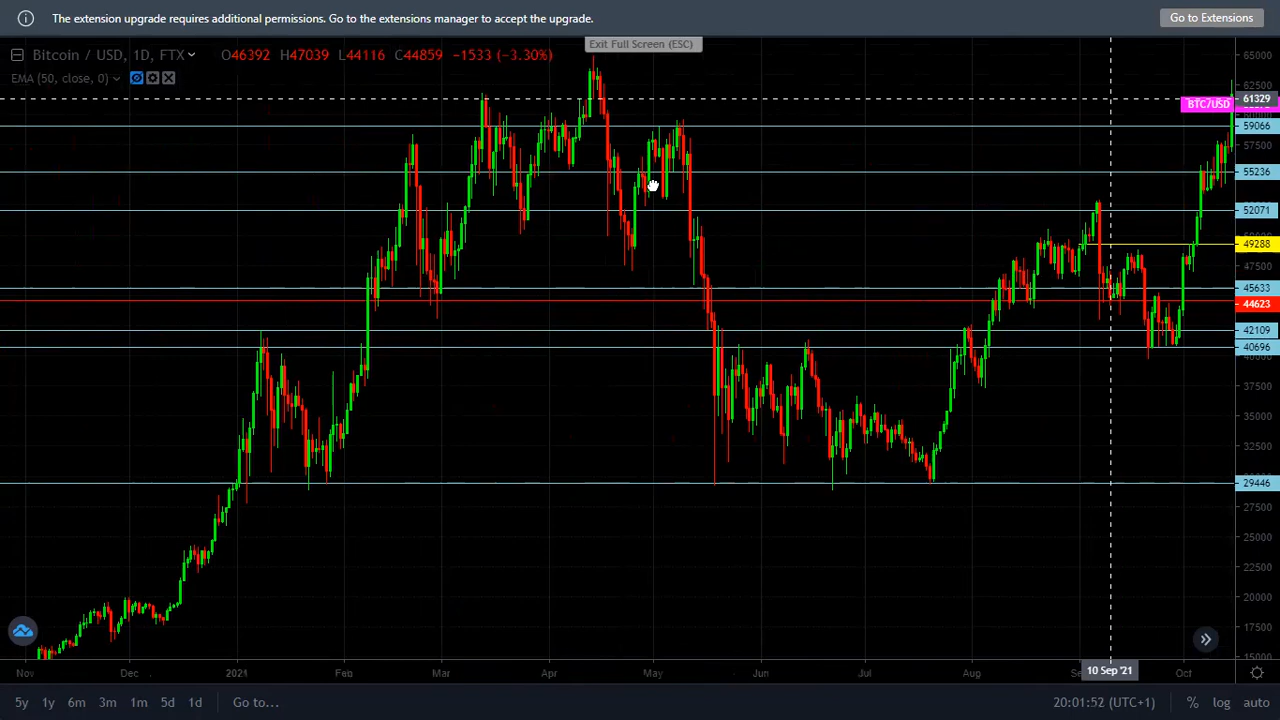 The extension upgrade requires additional permissions. Go to the extensions manager to accept the upgrade.
Go to Extensions
Exit Full Screen (ESC)
Bitcoin / USD, 1D, FTX O46392 H47039 L44116 C44859 −1533 (−3.30%)
EMA (50, close, 0)
65000
62500
61329
BTC/USD
59066
57500
55236
52071
49288
47500
45633
44623
42109
40696
37500
35000
32500
29446
27500
25000
22500
20000
17500
15000
Nov Dec 2021 Feb Mar Apr May Jun Jul Aug 10 Sep '21 Oct
5y 1y 6m 3m 1m 5d 1d Go to... 20:01:52 (UTC+1) % log auto